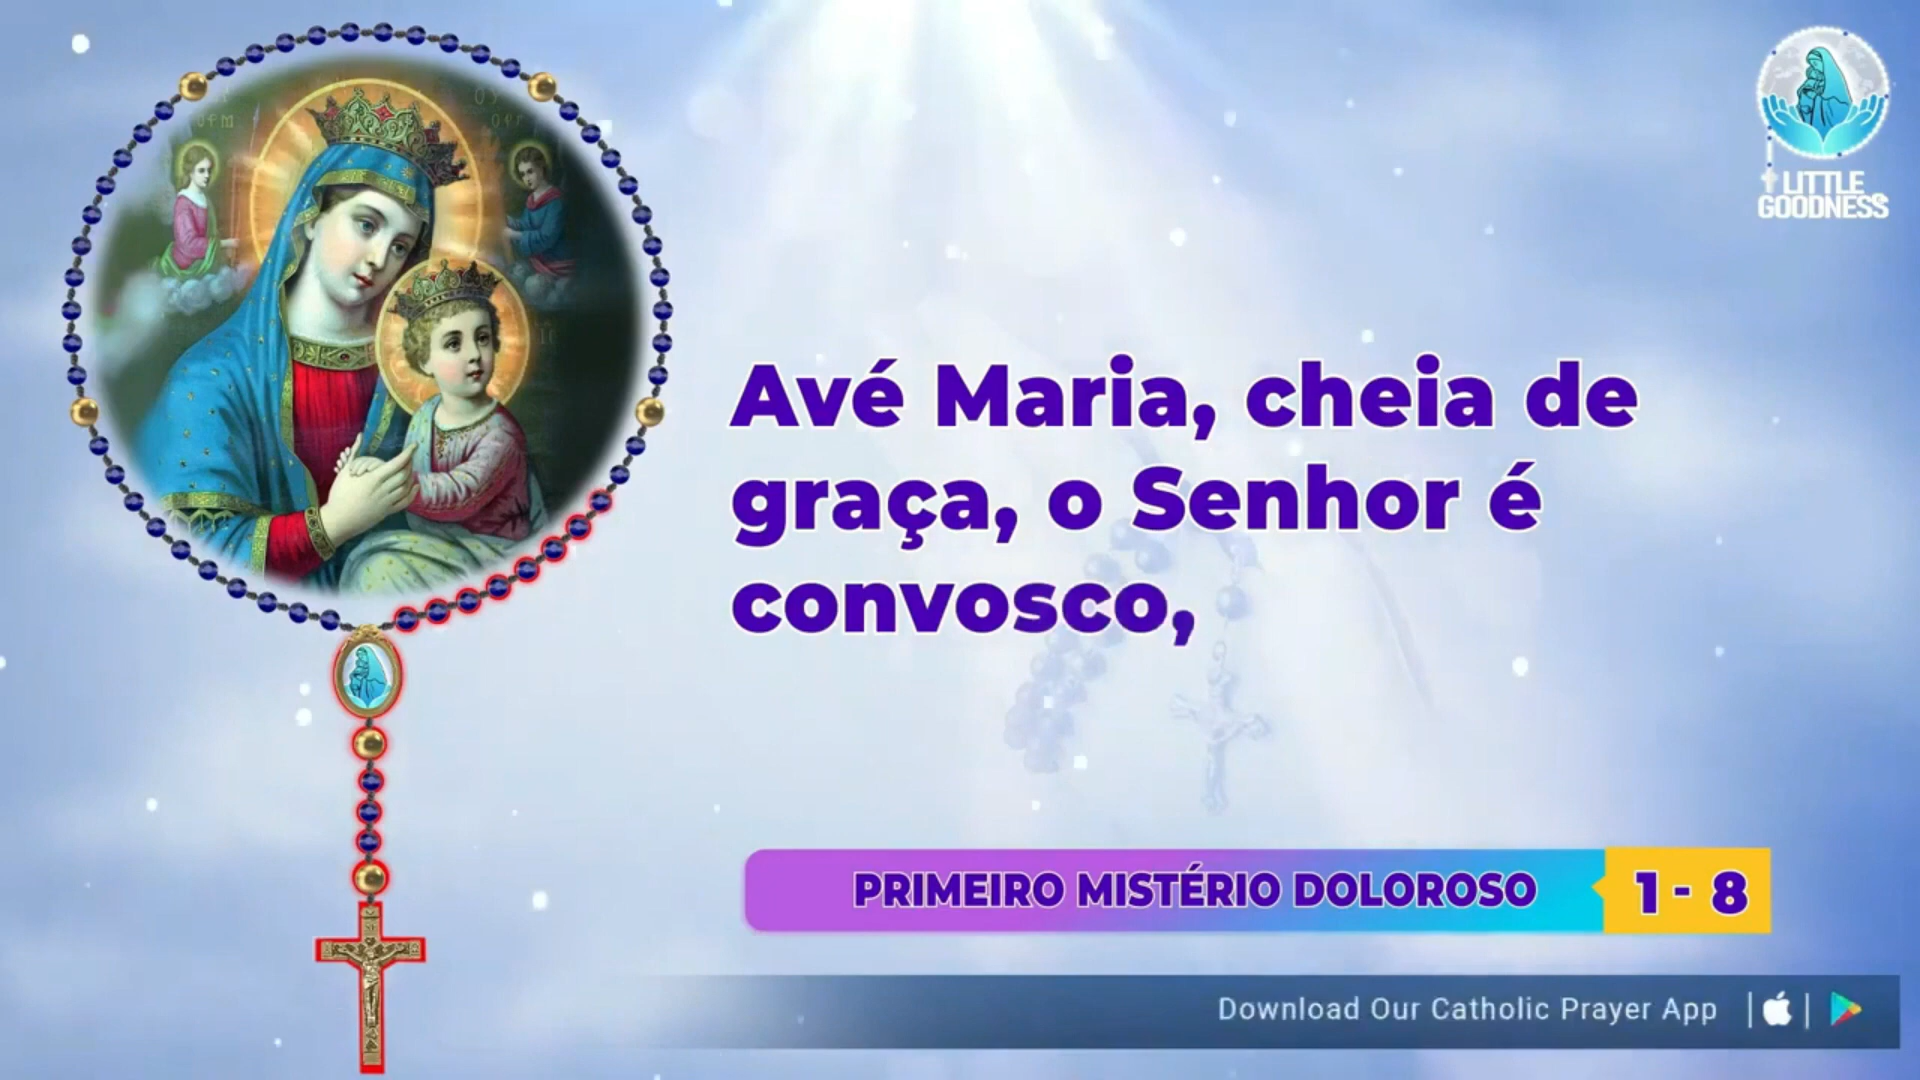 LITTLE
GOODNESS
Avé Maria, cheia de
graça, o Senhor é
convosco,
PRIMEIRO MISTÉRIO DOLOROSO
1 - 8
Download Our Catholic Prayer App